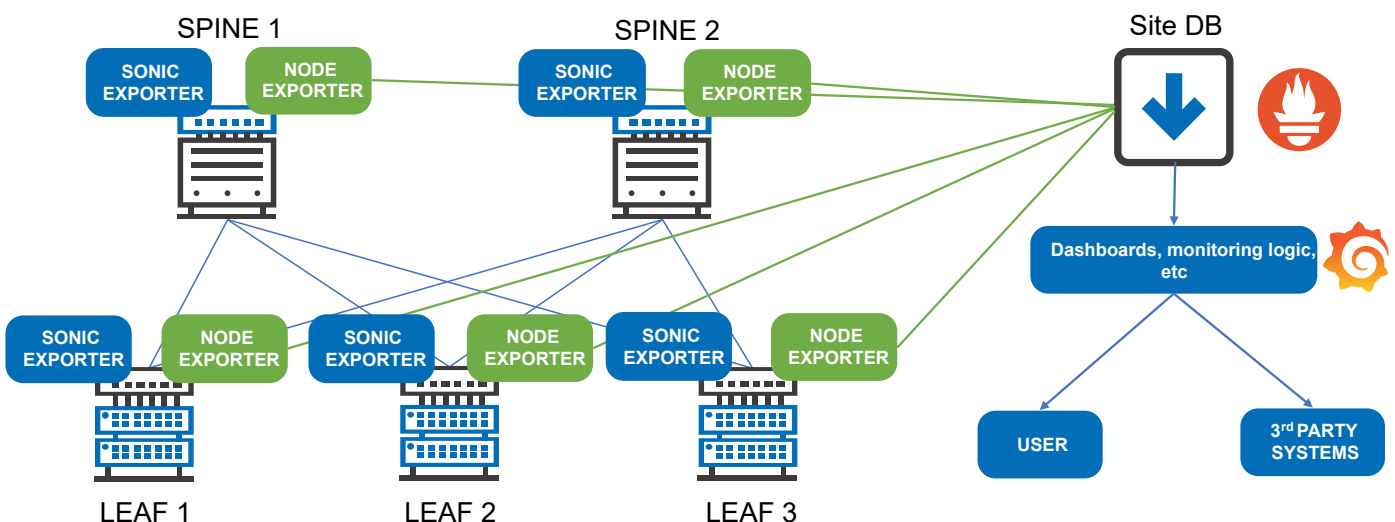 SPINE 1
SPINE 2
Site DB
SONIC
EXPORTER
NODE
EXPORTER
SONIC
EXPORTER
NODE
EXPORTER
Dashboards, monitoring logic,
etc
SONIC
EXPORTER
NODE
EXPORTER
SONIC
EXPORTER
NODE
EXPORTER
SONIC
EXPORTER
NODE
EXPORTER
USER
3rd PARTY
SYSTEMS
LEAF 1
LEAF 2
LEAF 3